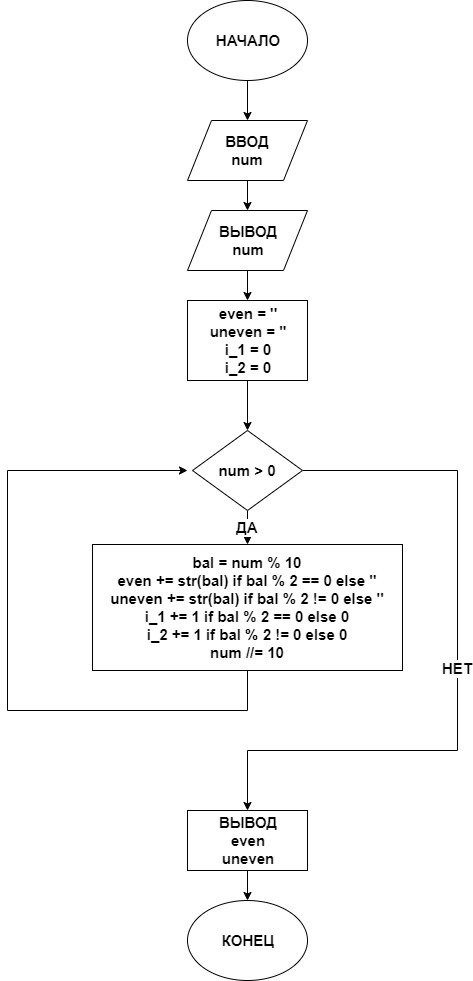 НАЧАЛО
ВВОД
num
ВЫВОД
num
even = ''
uneven = ''
i_1 = 0
i_2 = 0
num > 0
ДА
bal = num % 10
even += str(bal) if bal % 2 == 0 else ''
uneven += str(bal) if bal % 2 != 0 else ''
i_1 += 1 if bal % 2 == 0 else 0
i_2 += 1 if bal % 2 != 0 else 0
num //= 10
НЕТ
ВЫВОД
even
uneven
КОНЕЦ